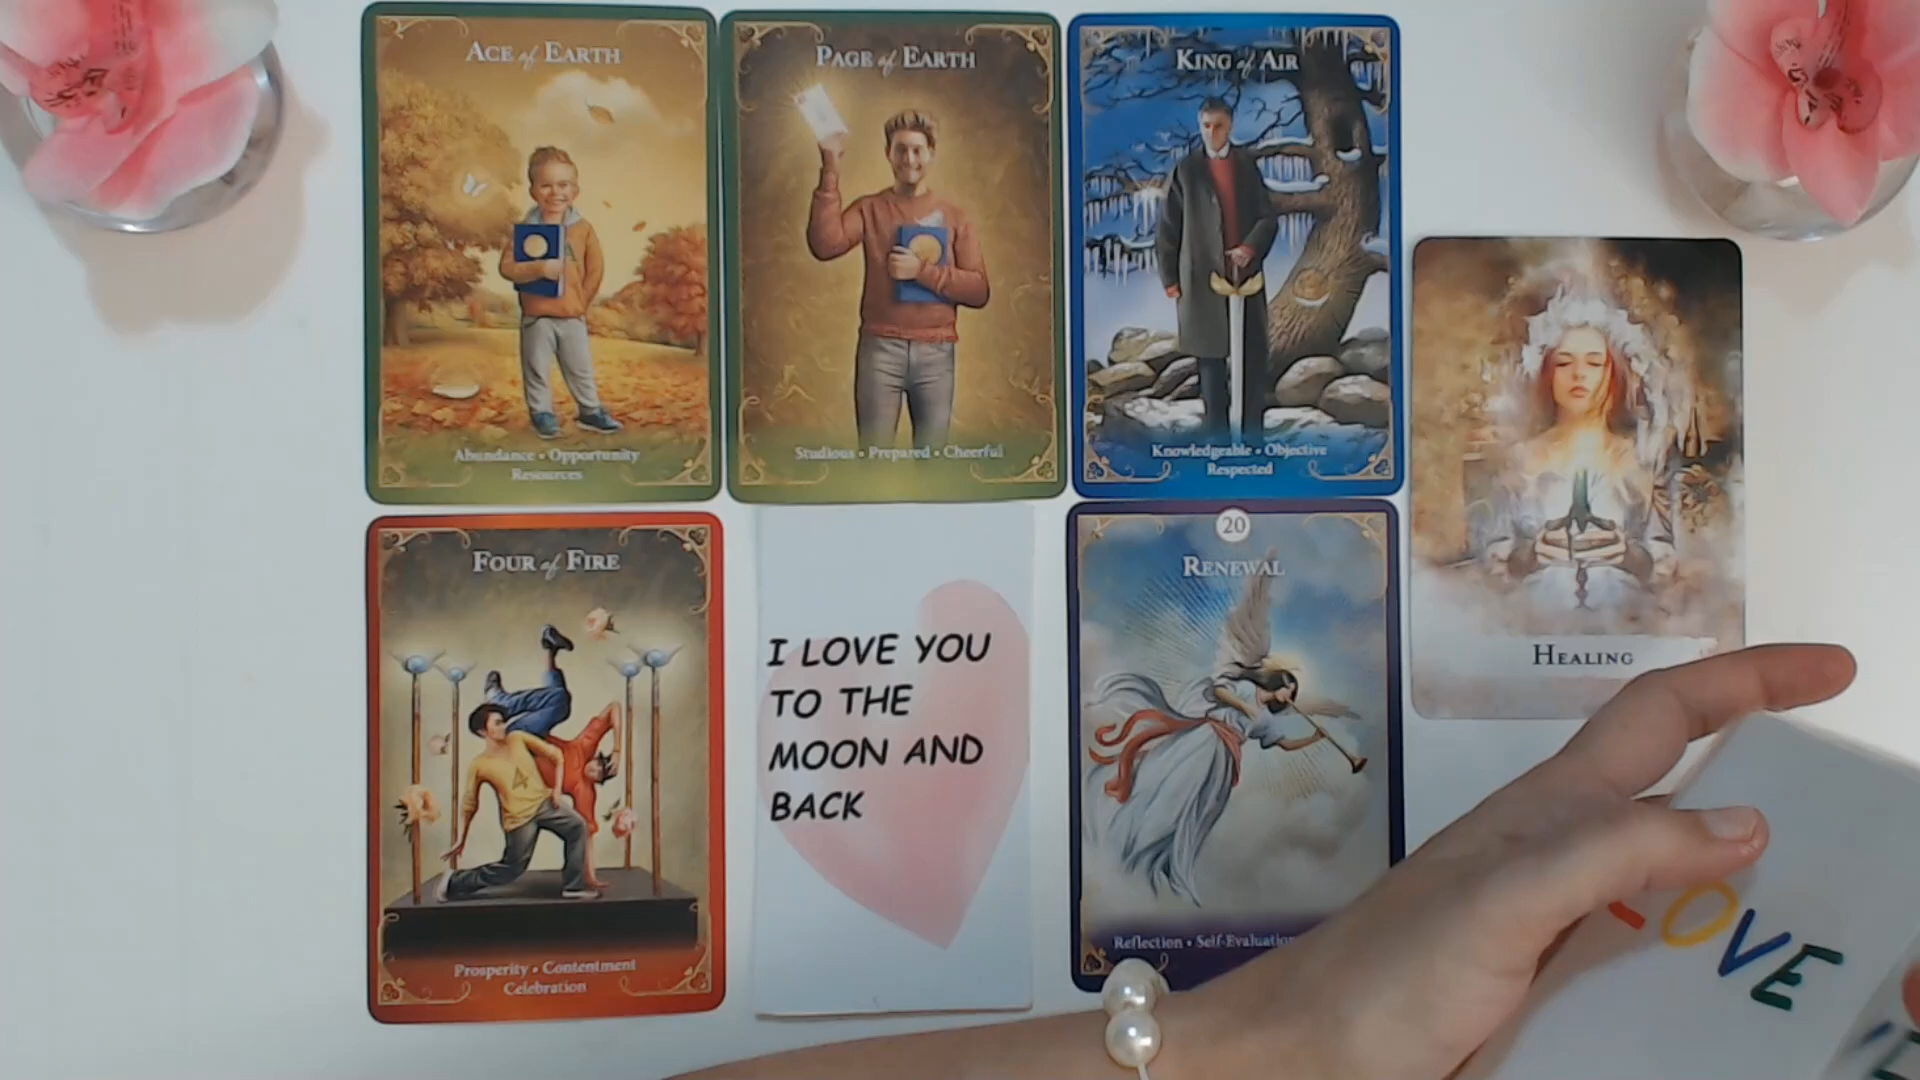 ACE of EARTH
Abundance • Opportunity
Resources
PAGE of EARTH
Studious • Prepared • Cheerful
KING of AIR
Knowledgeable • Objective
Respected
HEALING
FOUR of FIRE
Prosperity • Contentment
Celebration
I LOVE YOU
TO THE
MOON AND
BACK
20
RENEWAL
Reflection • Self-Evaluation
LOVE